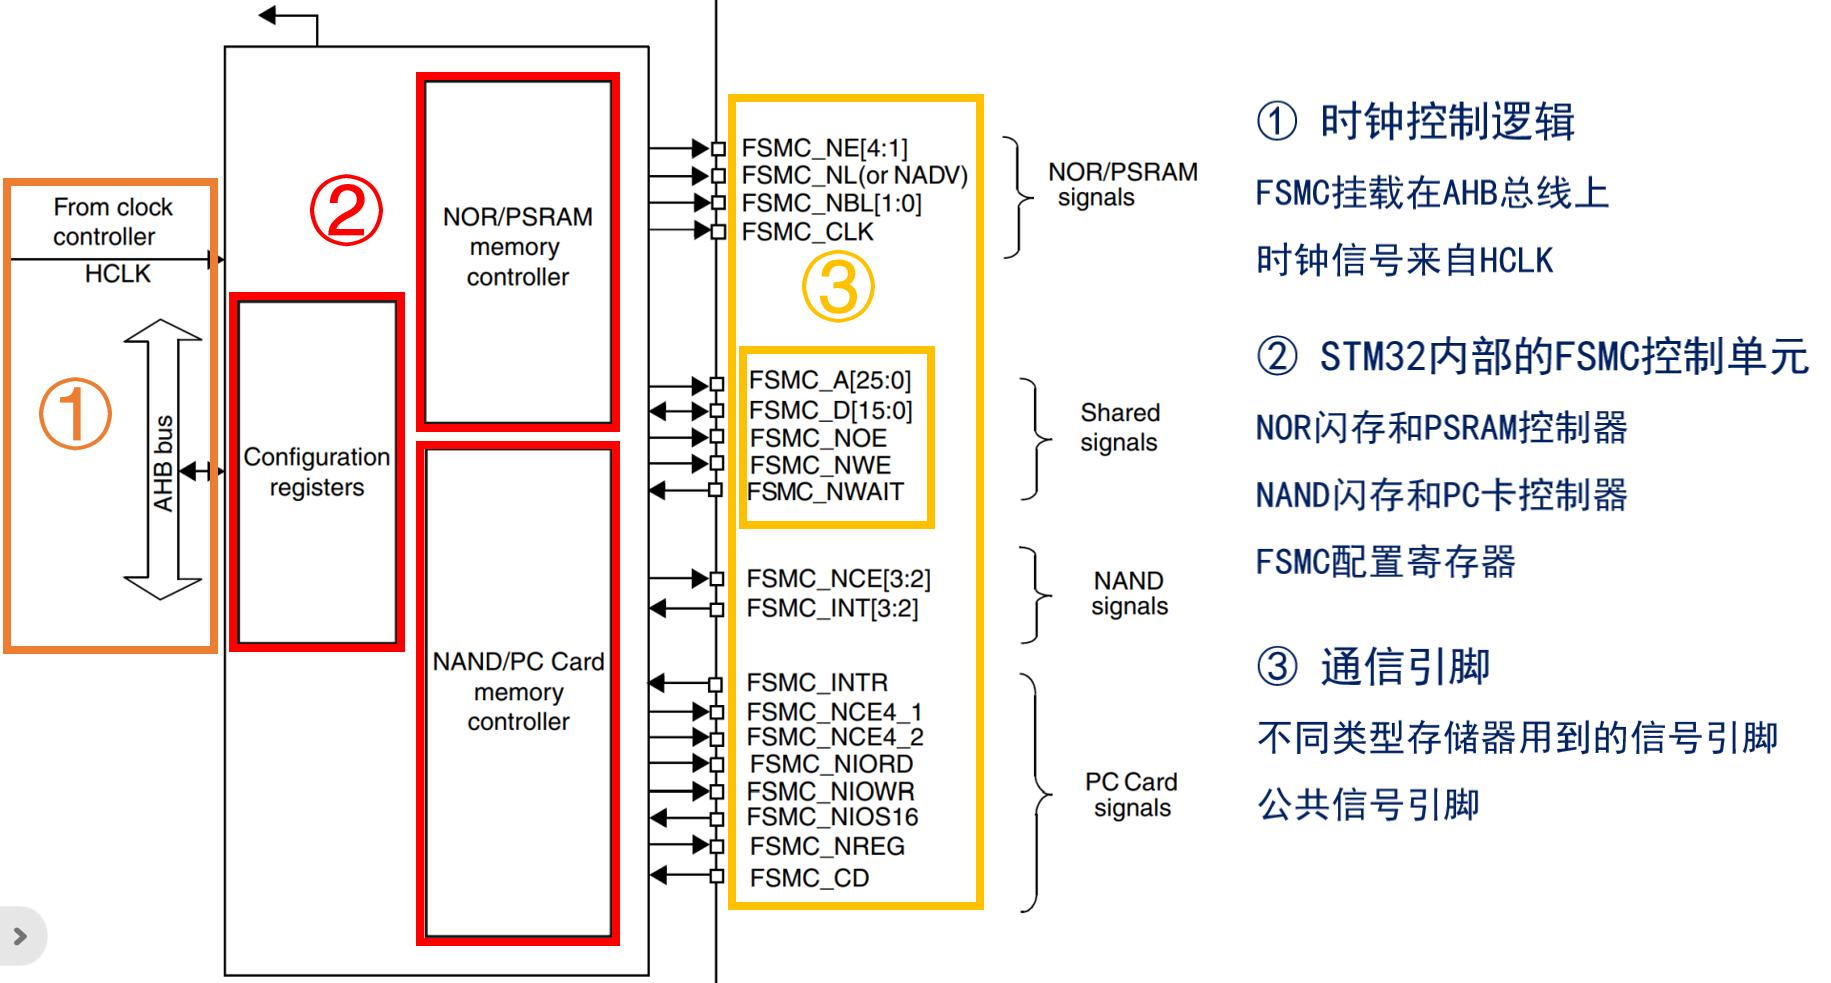 From clock
controller
HCLK
①
AHB bus
②
Configuration
registers
NOR/PSRAM
memory
controller
NAND/PC Card
memory
controller
FSMC_NE[4:1]
FSMC_NL(or NADV)
FSMC_NBL[1:0]
FSMC_CLK
③
FSMC_A[25:0]
FSMC_D[15:0]
FSMC_NOE
FSMC_NWE
FSMC_NWAIT
FSMC_NCE[3:2]
FSMC_INT[3:2]
FSMC_INTR
FSMC_NCE4_1
FSMC_NCE4_2
FSMC_NIORD
FSMC_NIOWR
FSMC_NIOS16
FSMC_NREG
FSMC_CD
NOR/PSRAM
signals
Shared
signals
NAND
signals
PC Card
signals
① 时钟控制逻辑
FSMC挂载在AHB总线上
时钟信号来自HCLK
② STM32内部的FSMC控制单元
NOR闪存和PSRAM控制器
NAND闪存和PC卡控制器
FSMC配置寄存器
③ 通信引脚
不同类型存储器用到的信号引脚
公共信号引脚